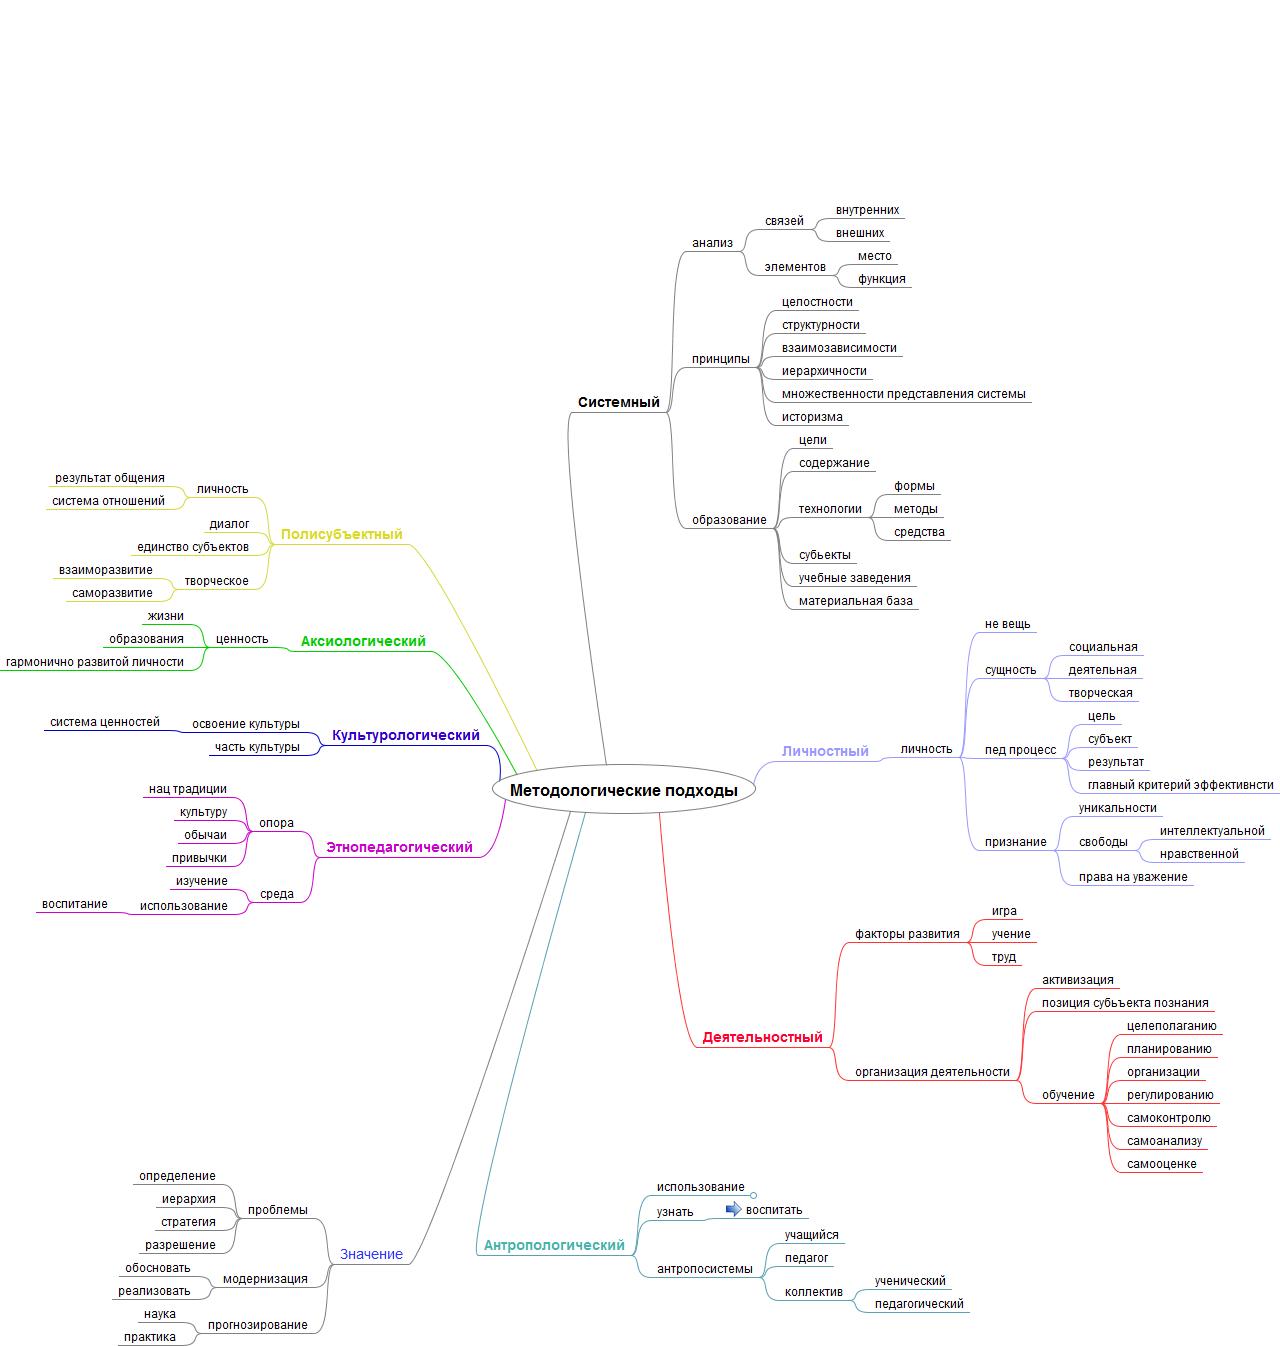 Методологические подходы
Системный
анализ
связей
внутренних
внешних
элементов
место
функция
принципы
целостности
структурности
взаимозависимости
иерархичности
множественности представления системы
историзма
образование
цели
содержание
технологии
формы
методы
средства
субьекты
учебные заведения
материальная база
Личностный
личность
не вещь
сущность
социальная
деятельная
творческая
пед процесс
цель
субъект
результат
главный критерий эффективнсти
признание
уникальности
свободы
интеллектуальной
нравственной
права на уважение
Деятельностный
факторы развития
игра
учение
труд
организация деятельности
активизация
позиция субьъекта познания
обучение
целеполаганию
планированию
организации
регулированию
самоконтролю
самоанализу
самооценке
Антропологический
использование
узнать
воспитать
антропосистемы
учащийся
педагог
коллектив
ученический
педагогический
Полисубъектный
личность
результат общения
система отношений
диалог
единство субъектов
творческое
взаиморазвитие
саморазвитие
Аксиологический
ценность
жизни
образования
гармонично развитой личности
Культурологический
освоение культуры
система ценностей
часть культуры
Этнопедагогический
опора
нац традиции
культуру
обычаи
привычки
среда
изучение
использование
воспитание
Значение
проблемы
определение
иерархия
стратегия
разрешение
модернизация
обосновать
реализовать
прогнозирование
наука
практика